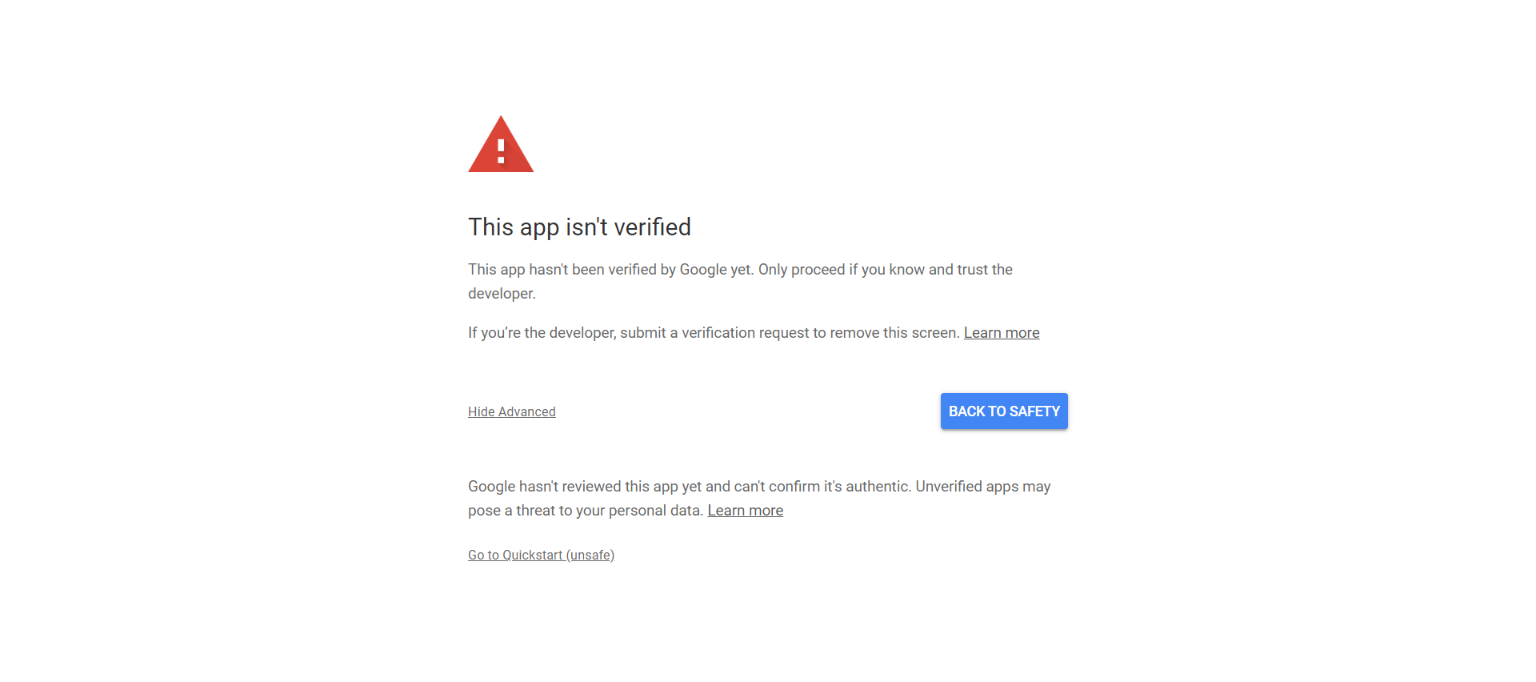 This app isn't verified
This app hasn't been verified by Google yet. Only proceed if you know and trust the
developer.
If you’re the developer, submit a verification request to remove this screen. Learn more
Hide Advanced
BACK TO SAFETY
Google hasn't reviewed this app yet and can't confirm it's authentic. Unverified apps may
pose a threat to your personal data. Learn more
Go to Quickstart (unsafe)